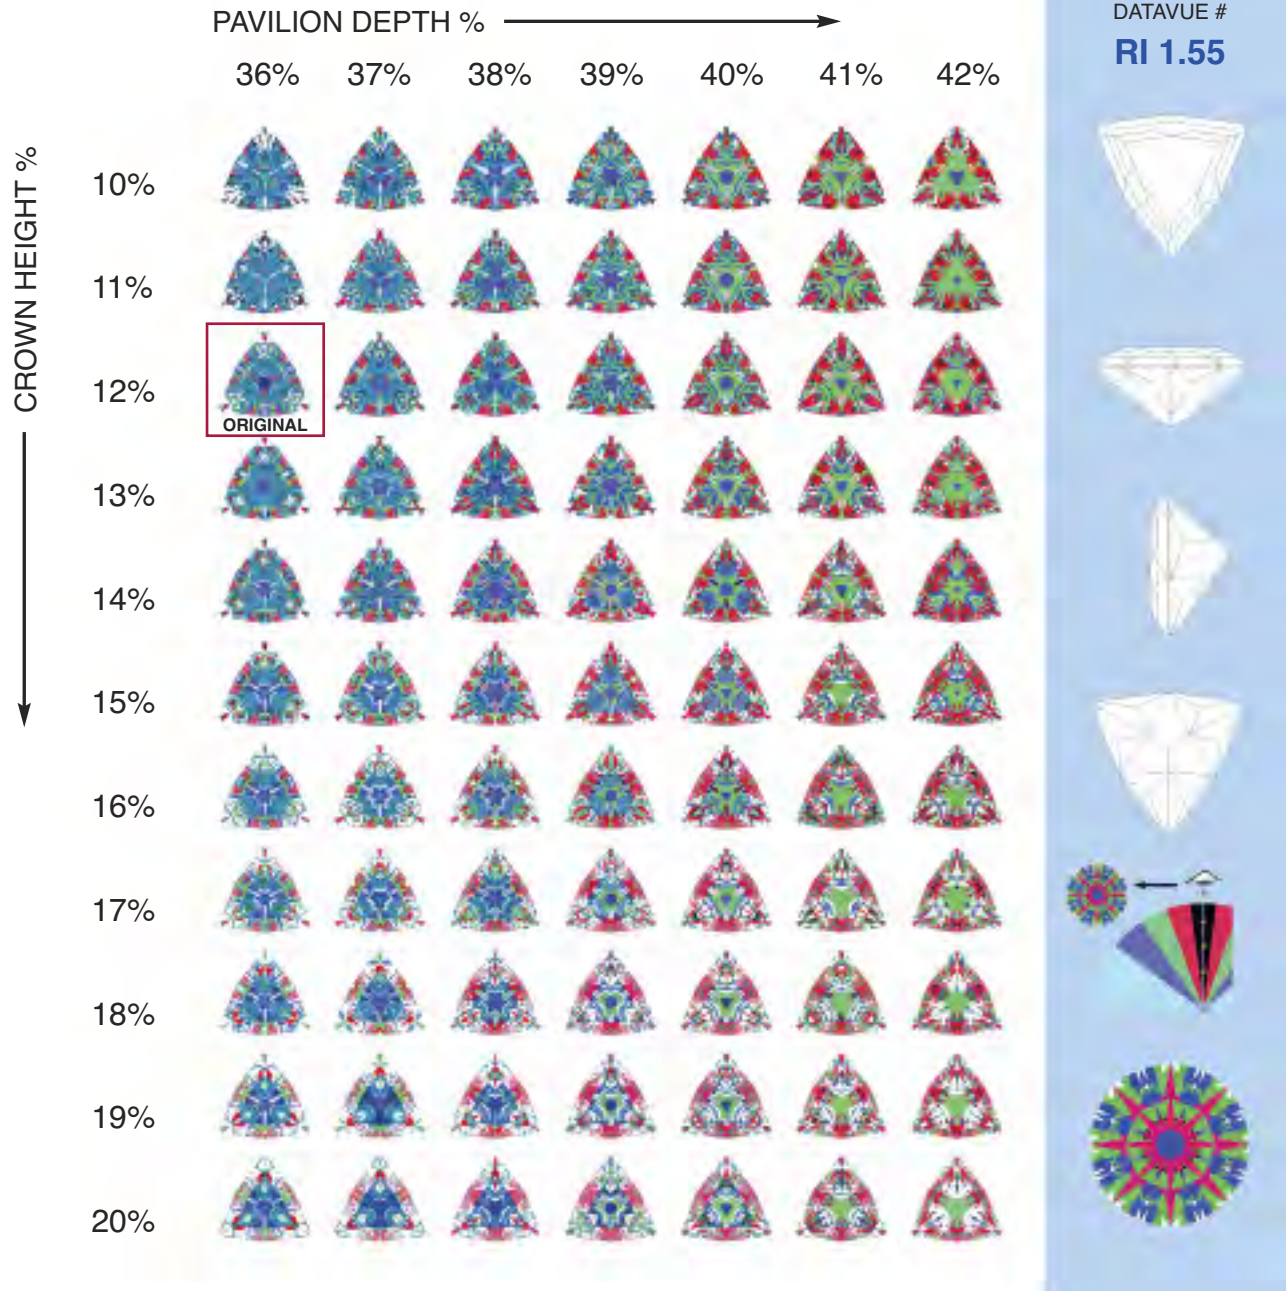 PAVILION DEPTH %
36% 37% 38% 39% 40% 41% 42%
CROWN HEIGHT %
10%
11%
12%
ORIGINAL
13%
14%
15%
16%
17%
18%
19%
20%
DATAVUE #
RI 1.55